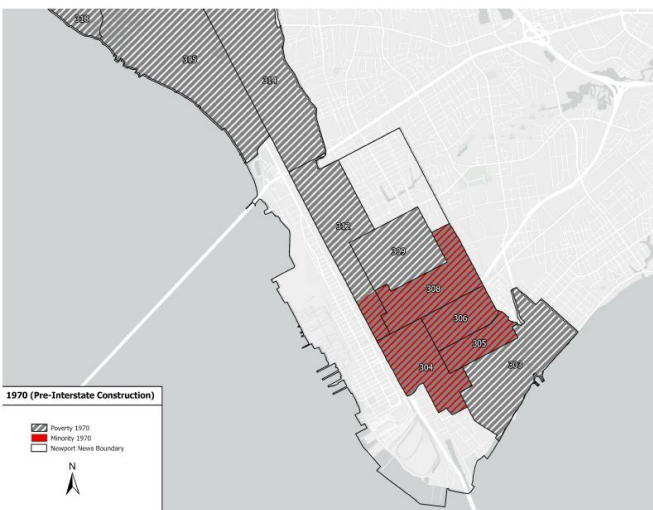 318
315
314
312
309
308
306
305
304
303
1970 (Pre-Interstate Construction)
Poverty 1970
Minority 1970
Newport News Boundary
N